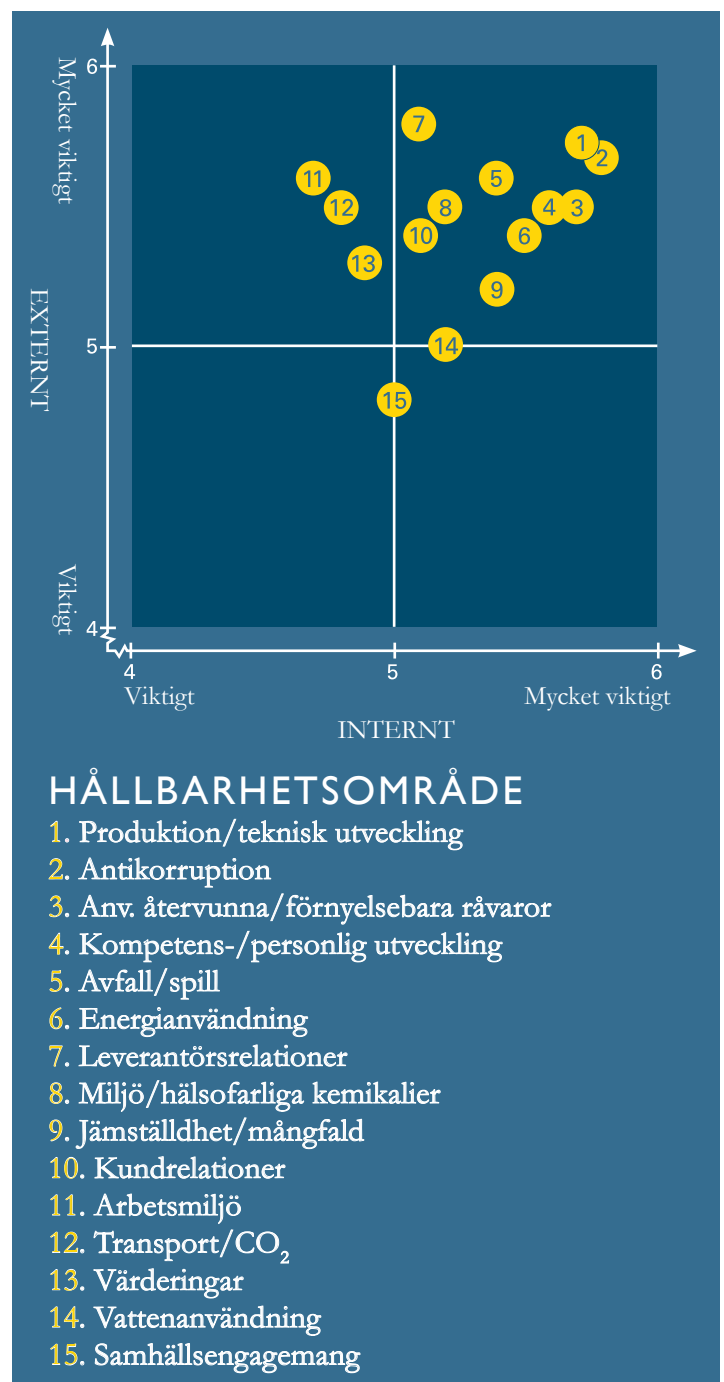 6
Mycket viktigt
7
1
2
11
5
12
8
4
3
10
6
13
9
EXTERNT
5
14
15
Viktigt
4
4
5
6
Viktigt
Mycket viktigt
INTERNT
HÅLLBARHETSOMRÅDE
1. Produktion/teknisk utveckling
2. Antikorruption
3. Anv. återvunna/förnyelsebara råvaror
4. Kompetens-/personlig utveckling
5. Avfall/spill
6. Energianvändning
7. Leverantörsrelationer
8. Miljö/hälsofarliga kemikalier
9. Jämställdhet/mångfald
10. Kundrelationer
11. Arbetsmiljö
12. Transport/CO₂
13. Värderingar
14. Vattenanvändning
15. Samhällsengagemang